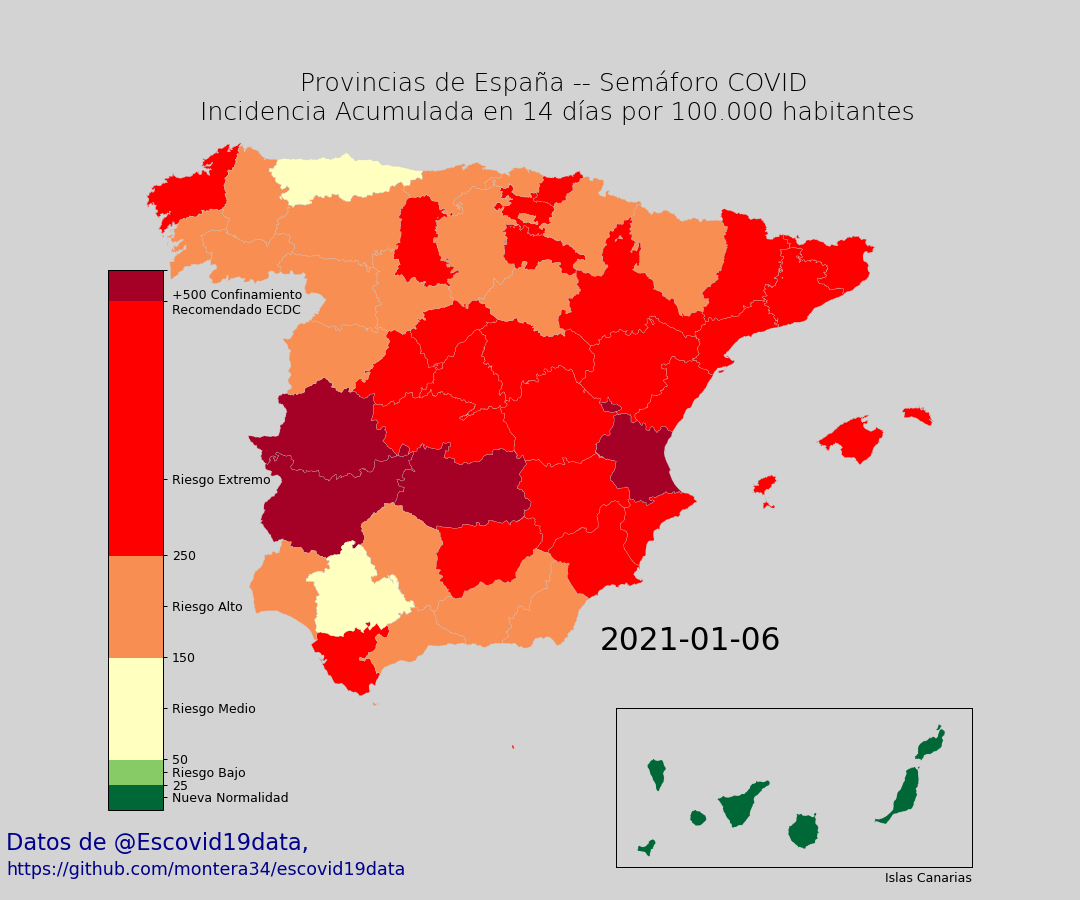 Provincias de España -- Semáforo COVID
Incidencia Acumulada en 14 días por 100.000 habitantes
+500 Confinamiento
Recomendado ECDC
Riesgo Extremo
250
Riesgo Alto
150
Riesgo Medio
50
Riesgo Bajo
25
Nueva Normalidad
2021-01-06
Islas Canarias
Datos de @Escovid19data,
https://github.com/montera34/escovid19data